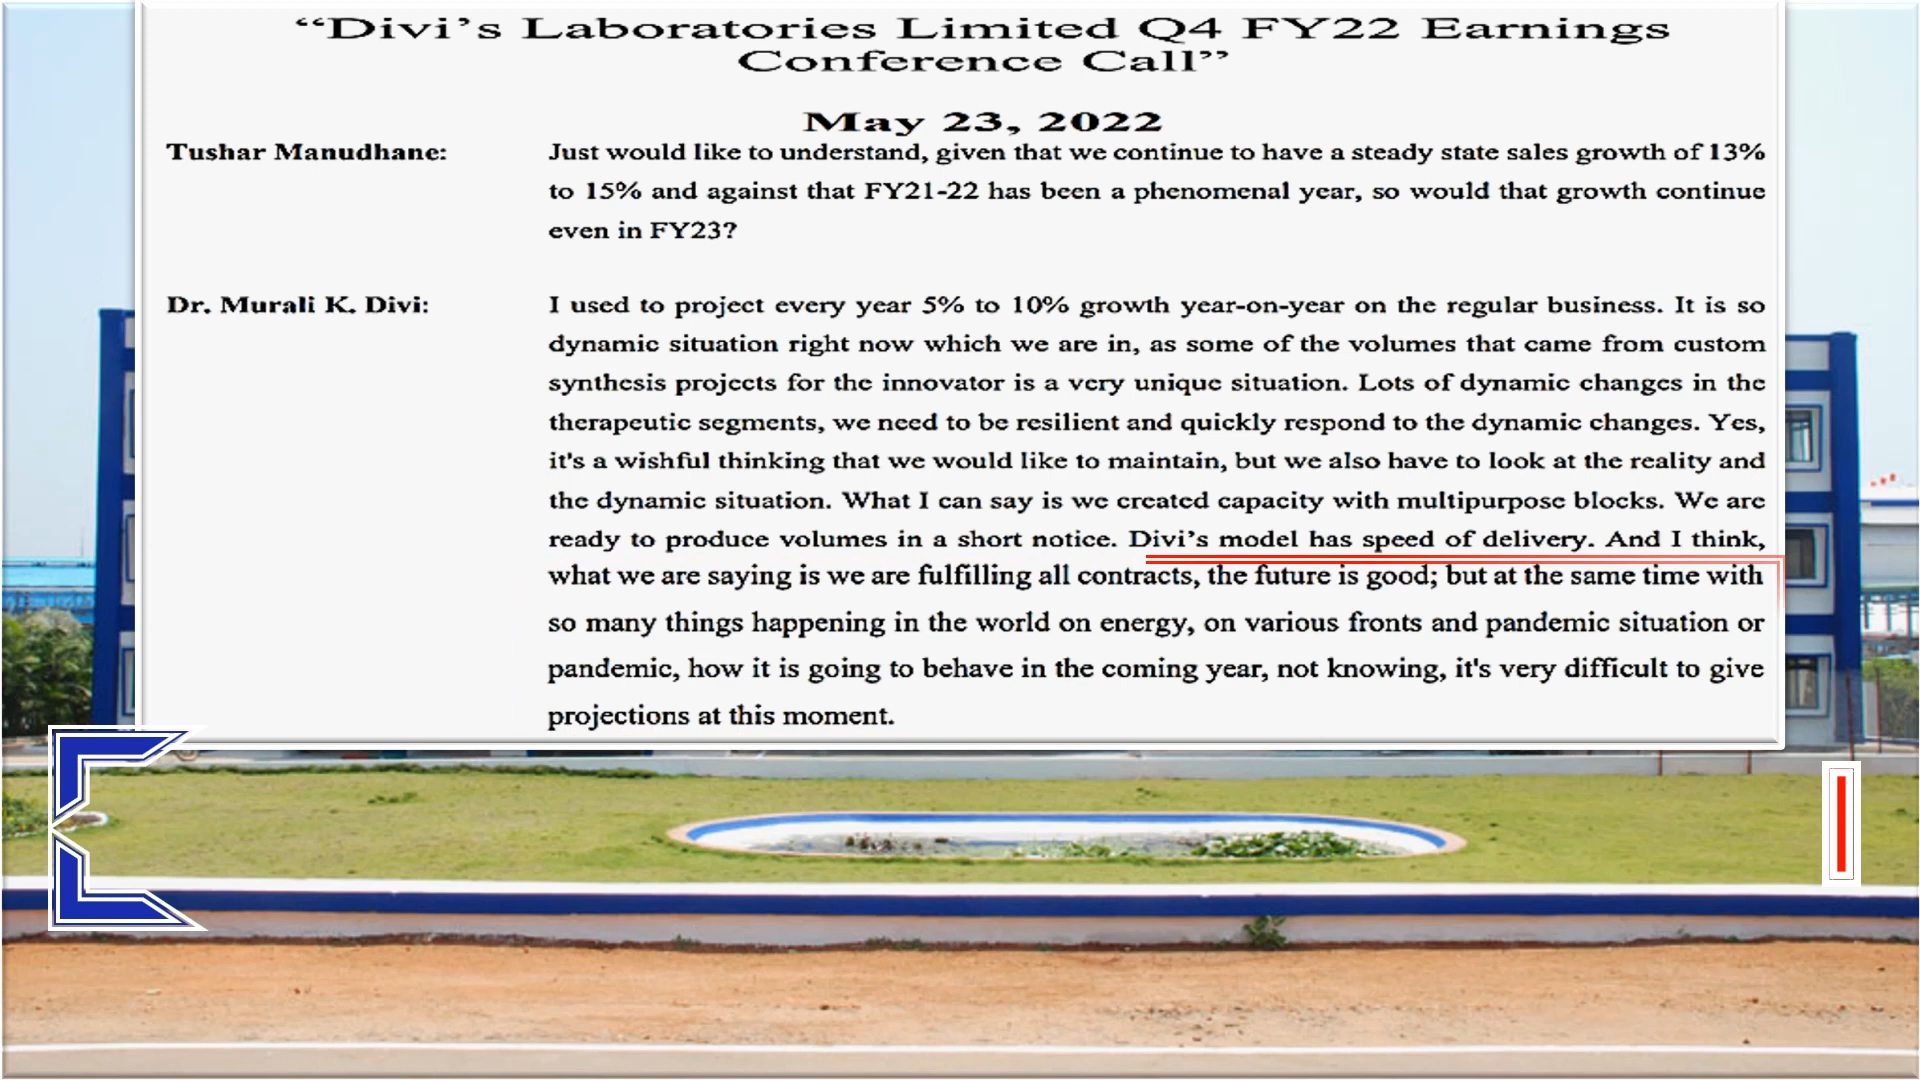 “Divi’s Laboratories Limited Q4 FY22 Earnings
Conference Call”
May 23, 2022
Tushar Manudhane: Just would like to understand, given that we continue to have a steady state sales growth of 13%
to 15% and against that FY21-22 has been a phenomenal year, so would that growth continue
even in FY23?
Dr. Murali K. Divi: I used to project every year 5% to 10% growth year-on-year on the regular business. It is so
dynamic situation right now which we are in, as some of the volumes that came from custom
synthesis projects for the innovator is a very unique situation. Lots of dynamic changes in the
therapeutic segments, we need to be resilient and quickly respond to the dynamic changes. Yes,
it's a wishful thinking that we would like to maintain, but we also have to look at the reality and
the dynamic situation. What I can say is we created capacity with multipurpose blocks. We are
ready to produce volumes in a short notice. Divi’s model has speed of delivery. And I think,
what we are saying is we are fulfilling all contracts, the future is good; but at the same time with
so many things happening in the world on energy, on various fronts and pandemic situation or
pandemic, how it is going to behave in the coming year, not knowing, it's very difficult to give
projections at this moment.